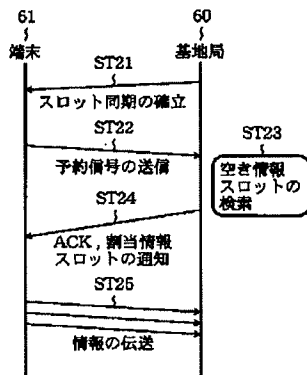 61
60
端末
基地局
ST21
スロット同期の確立
ST22
ST23
予約信号の送信
空き情報
スロットの
検索
ST24
ACK,割当情報
スロットの通知
ST25
情報の伝送